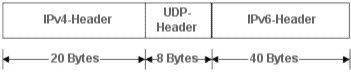 IPv4-Header
UDP-
Header
IPv6-Header
20 Bytes
8 Bytes
40 Bytes